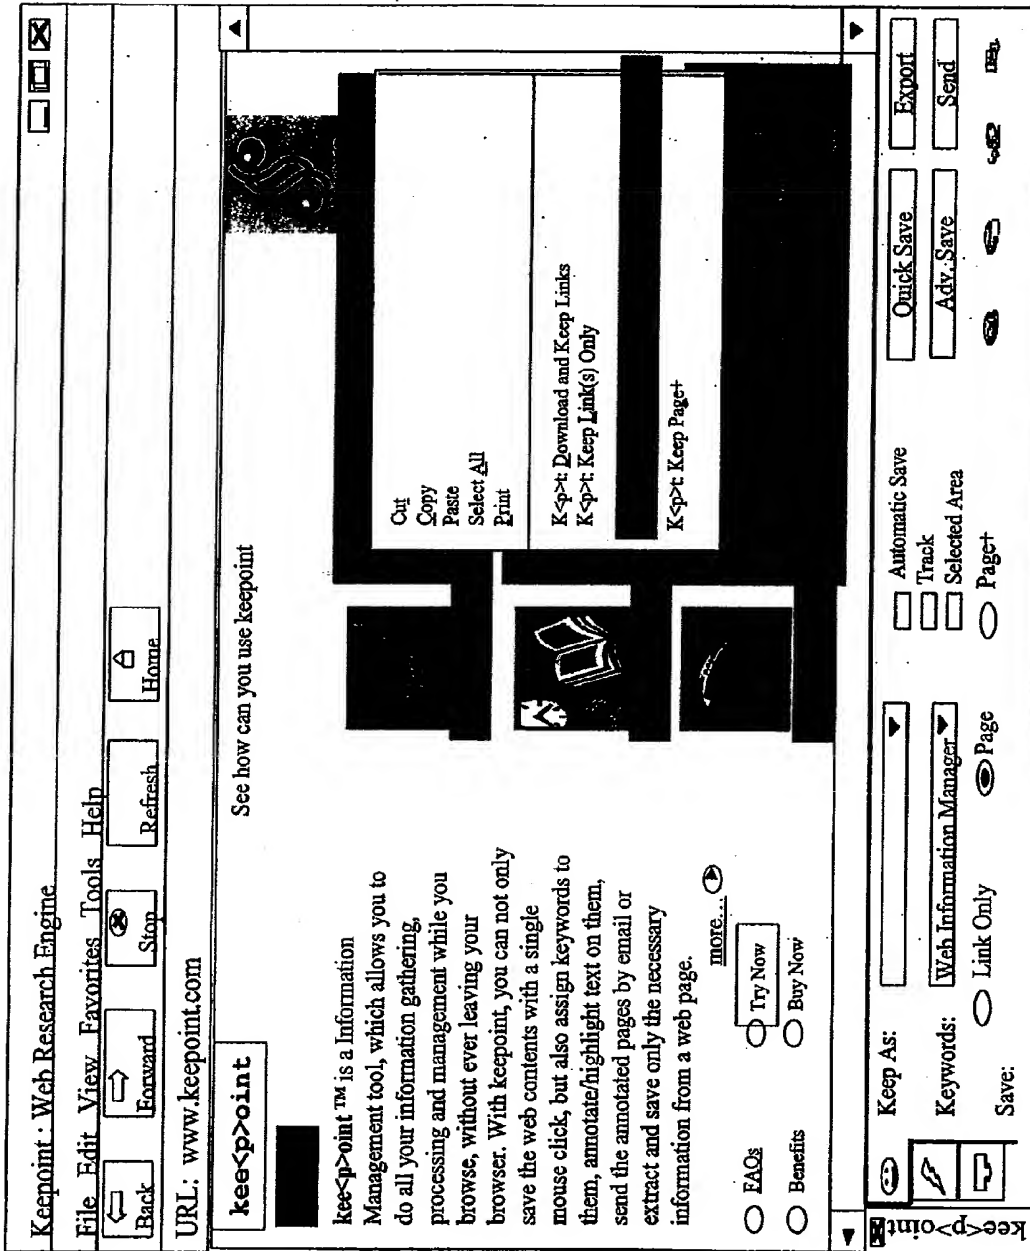 Keepoint : Web Research Engine
File Edit View Favorites Tools Help
Back Forward Stop Refresh Home
URL: www.keepoint.com
kee<p>oint
See how can you use keepoint
kee<p>oint ™ is a Information
Management tool, which allows you to
do all your information gathering,
processing and management while you
browse, without ever leaving your
browser. With keepoint, you can not only
save the web contents with a single
mouse click, but also assign keywords to
them, annotate/highlight text on them,
send the annotated pages by email or
extract and save only the necessary
information from a web page.
more...
FAQs Try Now
Benefits Buy Now
Cut
Copy
Paste
Select All
Print
K<p>t: Download and Keep Links
K<p>t: Keep Link(s) Only
K<p>t: Keep Page+
kee<p>oint
Keep As: Automatic Save Quick Save Export
Track
Keywords: Web Information Manager Selected Area Adv. Save Send
Save: Link Only Page Page+